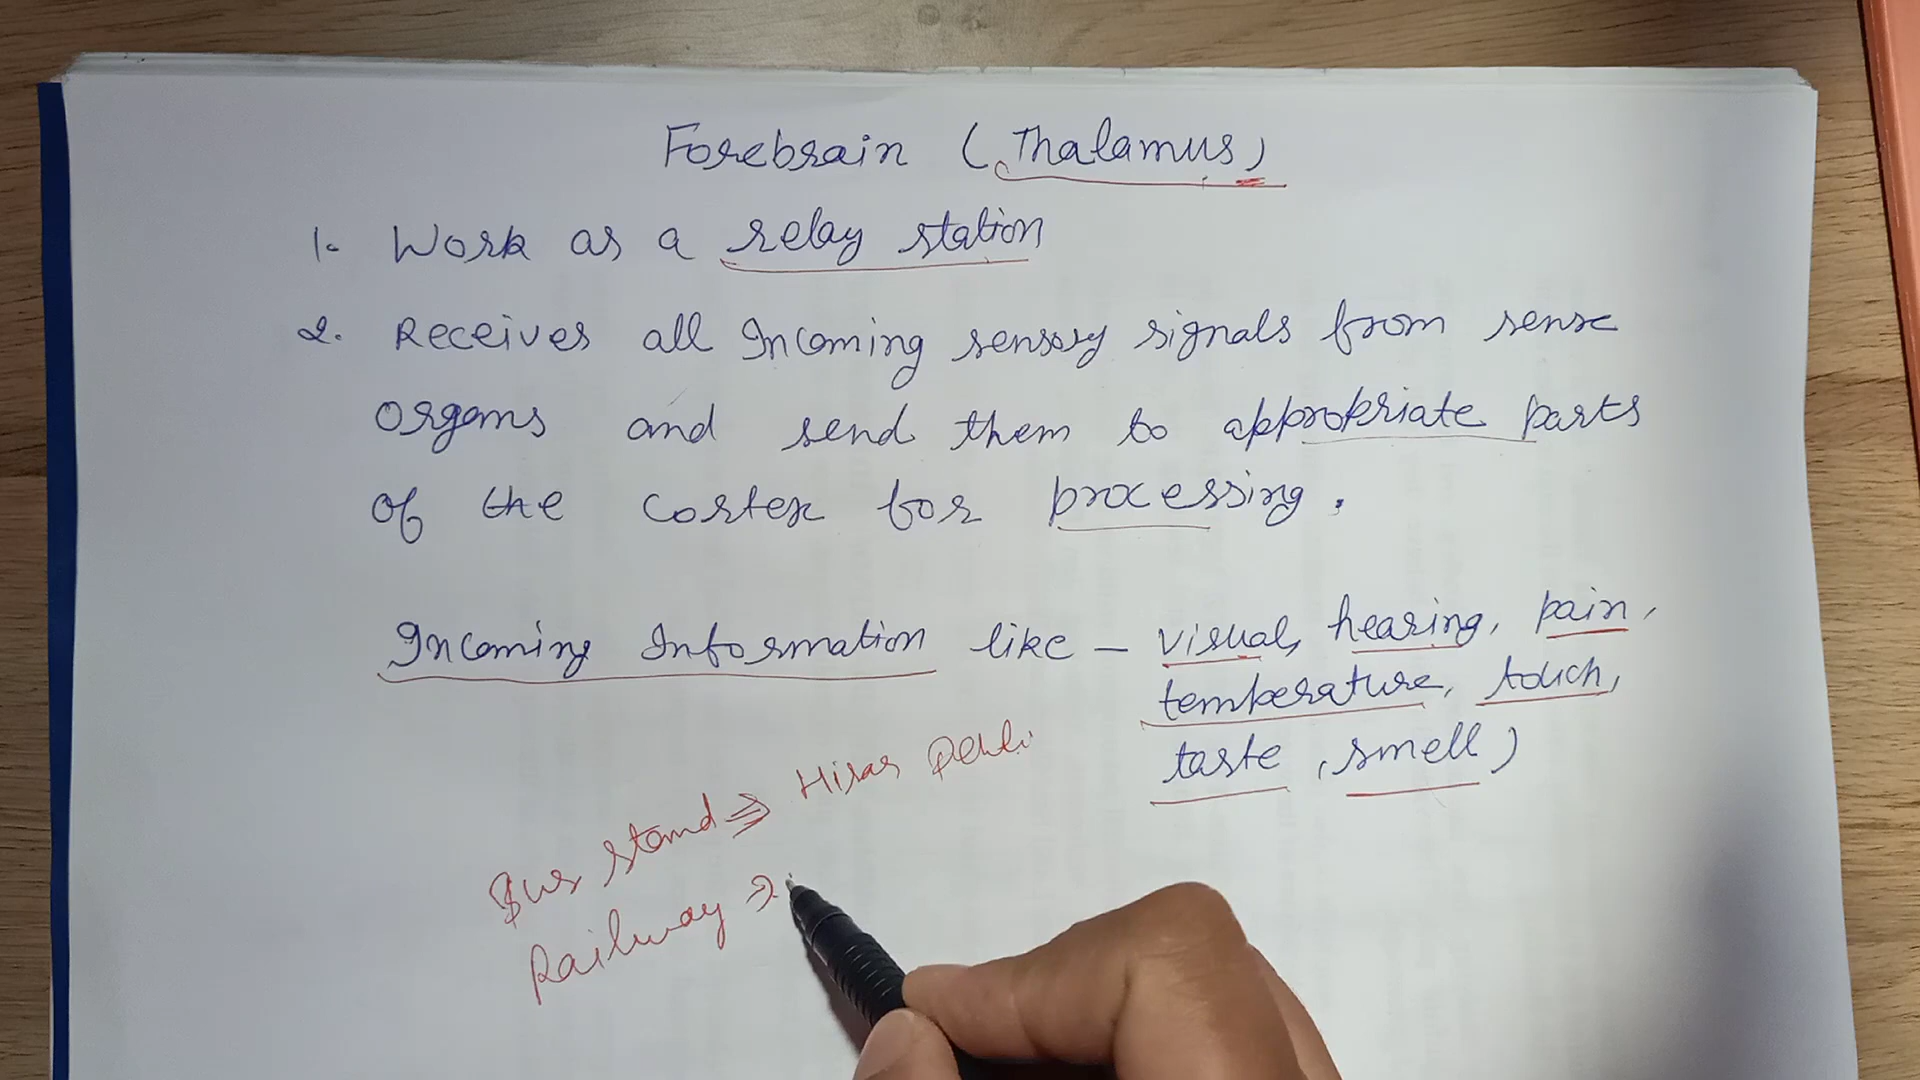 Forebrain (Thalamus)
1. Work as a relay station
2. Receives all Incoming sensory signals from sense
organs and send them to appropriate parts
of the cortex for processing.
Incoming Information like - visual, hearing, pain,
temperature, touch,
taste, smell)
Bus stand ⇒ Hisar Dehli
Railway →